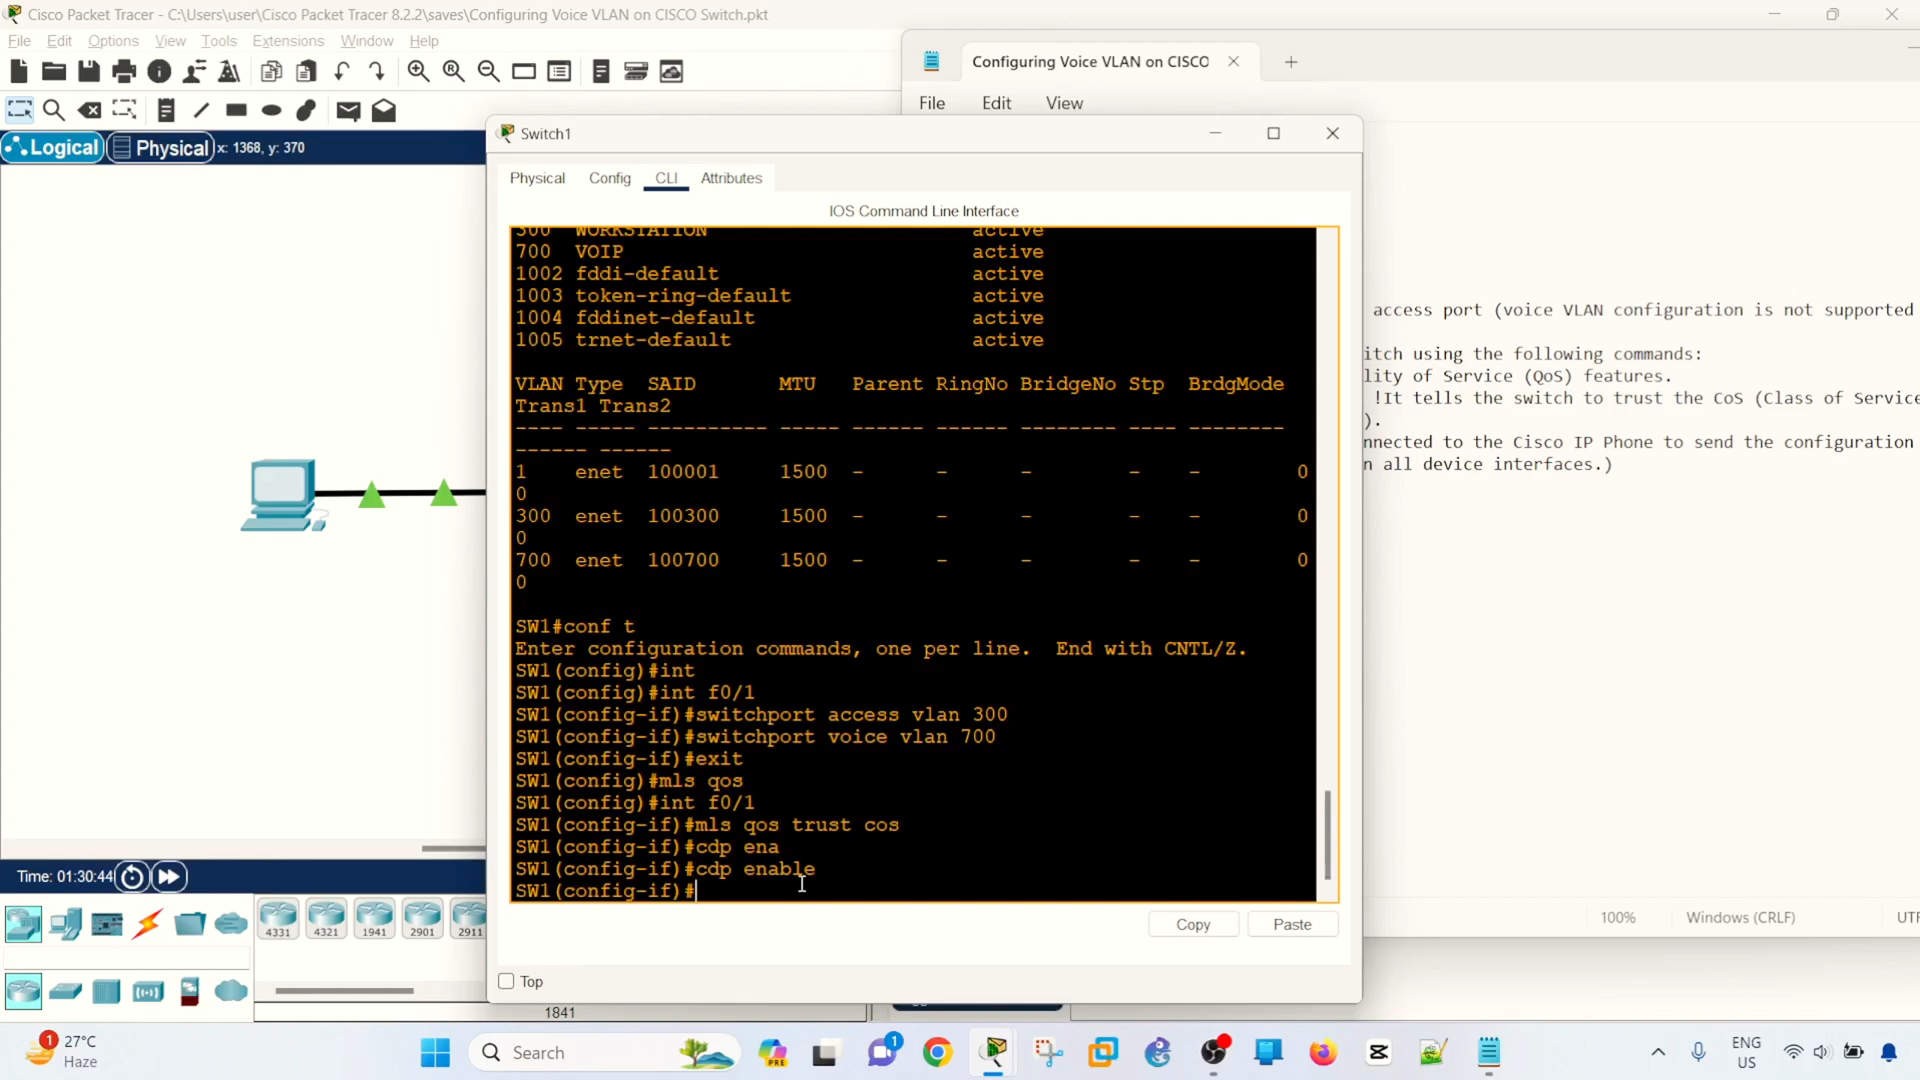 Cisco Packet Tracer - C:\Users\user\Cisco Packet Tracer 8.2.2\saves\Configuring Voice VLAN on CISCO Switch.pkt
File Edit Options View Tools Extensions Window Help
Configuring Voice VLAN on CISCO
File Edit View
Logical Physical x: 1368, y: 370
Switch1
Physical Config CLI Attributes
IOS Command Line Interface
300 WORKSTATION active
700 VOIP active
1002 fddi-default active
1003 token-ring-default active
1004 fddinet-default active
1005 trnet-default active
VLAN Type SAID MTU Parent RingNo BridgeNo Stp BrdgMode
Trans1 Trans2
---- ----- ---------- ----- ------ ------ -------- ---- --------
------ ------
1 enet 100001 1500 - - - - - 0
0
300 enet 100300 1500 - - - - - 0
0
700 enet 100700 1500 - - - - - 0
0
SW1#conf t
Enter configuration commands, one per line. End with CNTL/Z.
SW1(config)#int
SW1(config)#int f0/1
SW1(config-if)#switchport access vlan 300
SW1(config-if)#switchport voice vlan 700
SW1(config-if)#exit
SW1(config)#mls qos
SW1(config)#int f0/1
SW1(config-if)#mls qos trust cos
SW1(config-if)#cdp ena
SW1(config-if)#cdp enable
SW1(config-if)#
Copy Paste
Top
access port (voice VLAN configuration is not supported
itch using the following commands:
lity of Service (QoS) features.
!It tells the switch to trust the CoS (Class of Service
).
nnected to the Cisco IP Phone to send the configuration
n all device interfaces.)
100% Windows (CRLF) UTF
Time: 01:30:44
4331 4321 1941 2901 2911
1841
1
27°C
Haze
Search
PRE
1
ENG
US